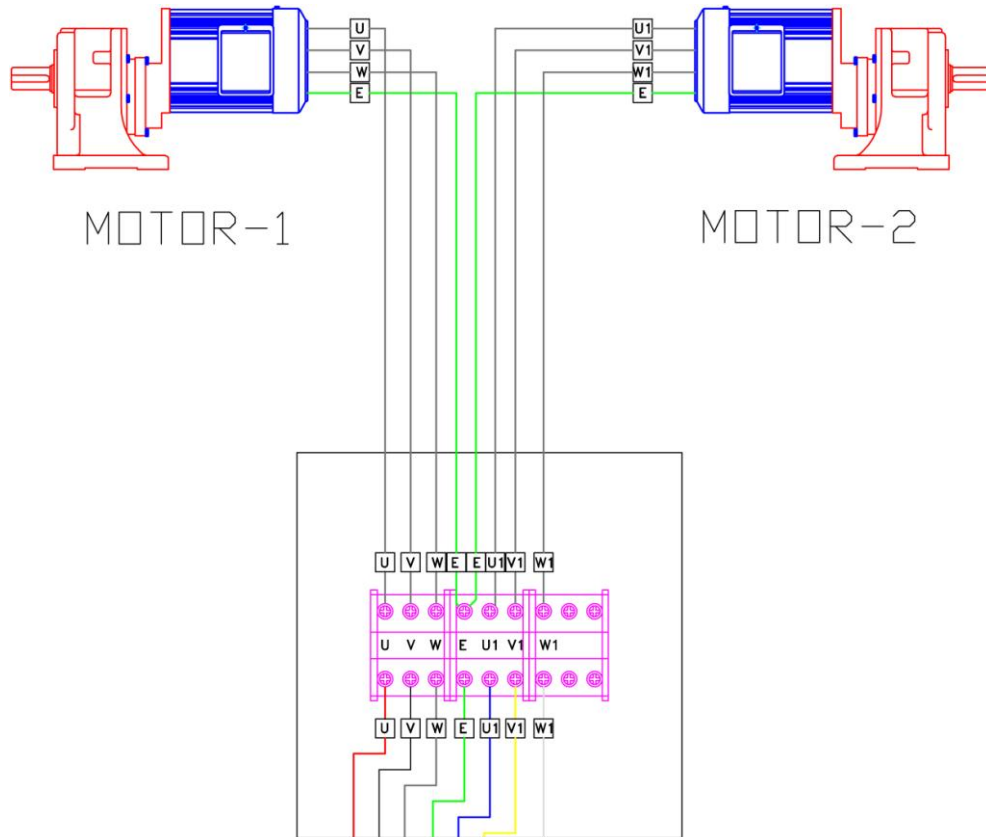 U U1
V V1
W W1
E E
MOTOR-1 MOTOR-2
U V W E E U1 V1 W1
U V W E U1 V1 W1
U V W E U1 V1 W1